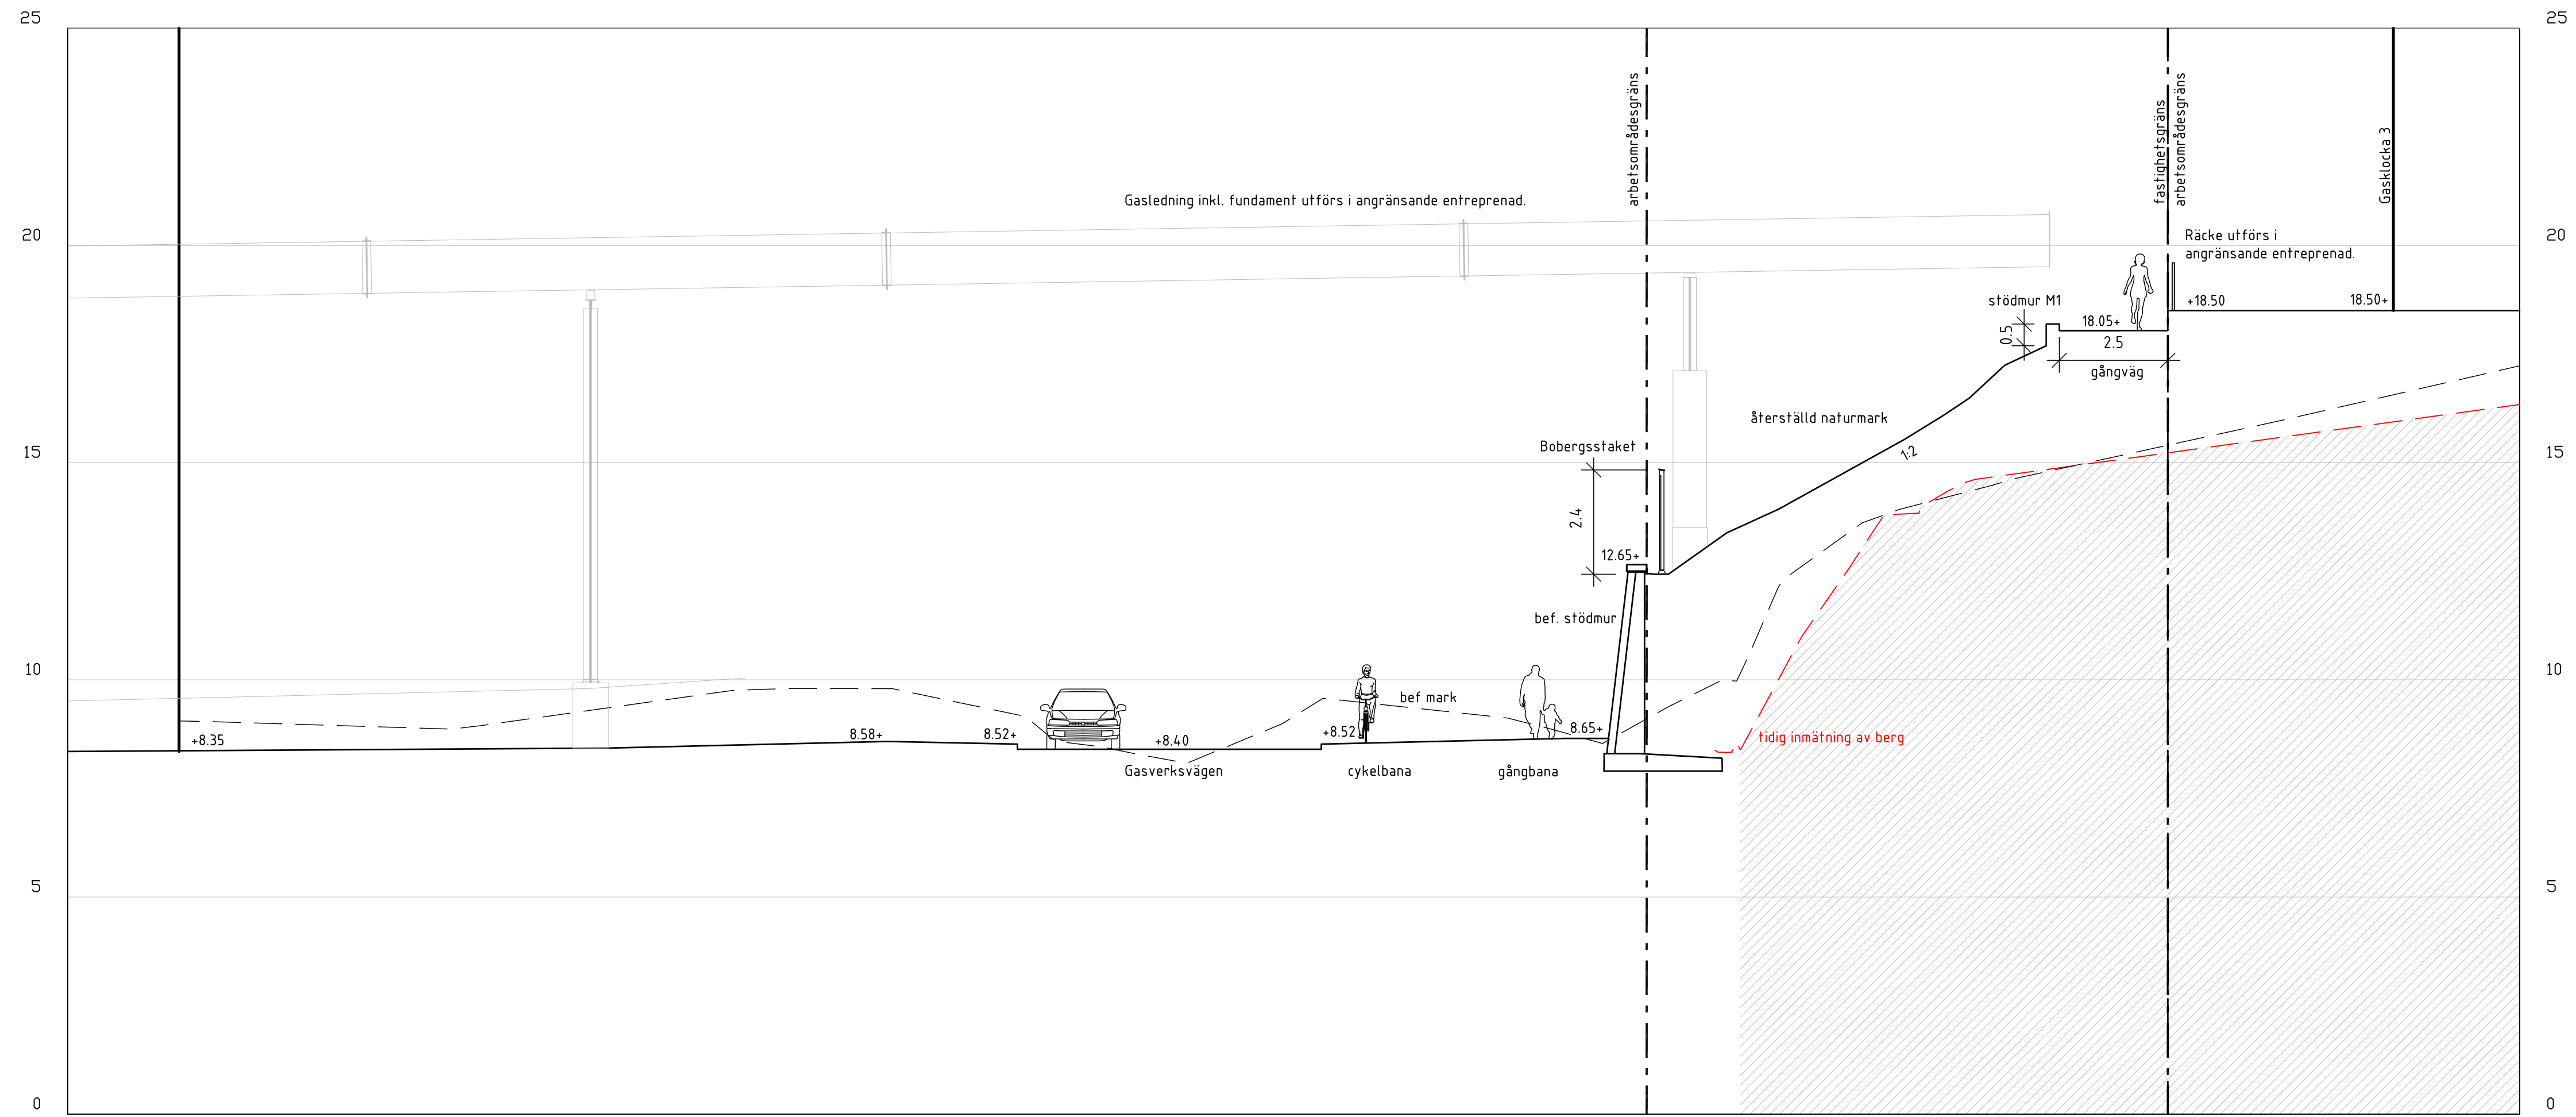 25
25
arbetsområdesgräns
fastighetsgräns
arbetsområdesgräns
Gasklocka 3
Gasledning inkl. fundament utförs i angränsande entreprenad.
20
20
Räcke utförs i
angränsande entreprenad.
stödmur M1
+18.50
18.50+
18.05+
0.5
2.5
gångväg
återställd naturmark
Bobergsstaket
15
1:2
15
2.4
12.65+
bef. stödmur
10
10
bef mark
+8.35
8.58+
8.52+
+8.40
+8.52
8.65+
tidig inmätning av berg
Gasverksvägen
cykelbana
gångbana
5
5
0
0